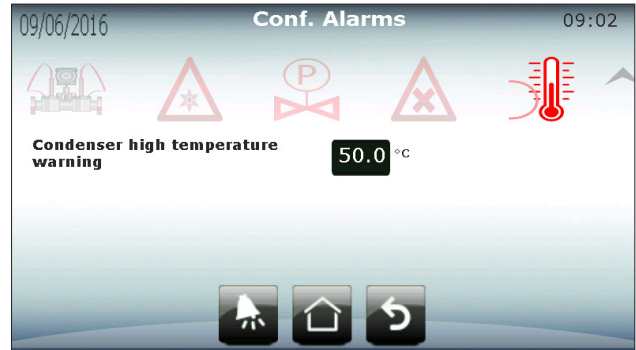 09/06/2016 Conf. Alarms 09:02
P
Condenser high temperature
warning
50.0 °C